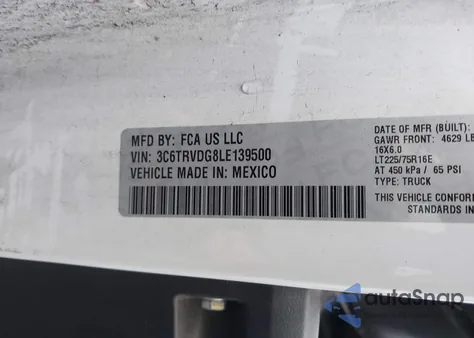 MFD BY: FCA US LLC
VIN: 3C6TRVDG8LE139500
VEHICLE MADE IN: MEXICO
DATE OF MFR (BUILT):
GAWR FRONT: 4629 LB
16X6.0
LT225/75R16E
AT 450 kPa / 65 PSI
TYPE: TRUCK
THIS VEHICLE CONFOR
STANDARDS IN
autoSnap